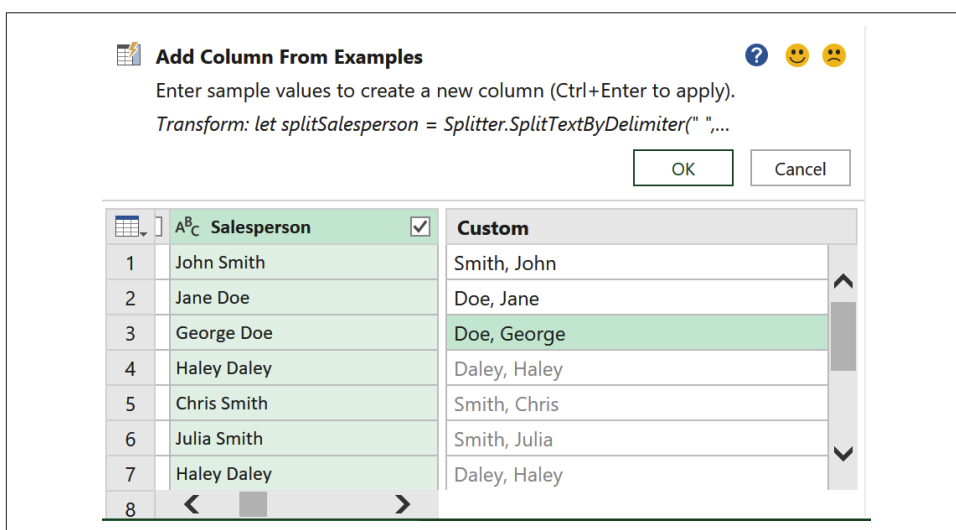 Add Column From Examples
Enter sample values to create a new column (Ctrl+Enter to apply).
Transform: let splitSalesperson = Splitter.SplitTextByDelimiter(" ",...
OK Cancel
ABC Salesperson Custom
1 John Smith Smith, John
2 Jane Doe Doe, Jane
3 George Doe Doe, George
4 Haley Daley Daley, Haley
5 Chris Smith Smith, Chris
6 Julia Smith Smith, Julia
7 Haley Daley Daley, Haley
8